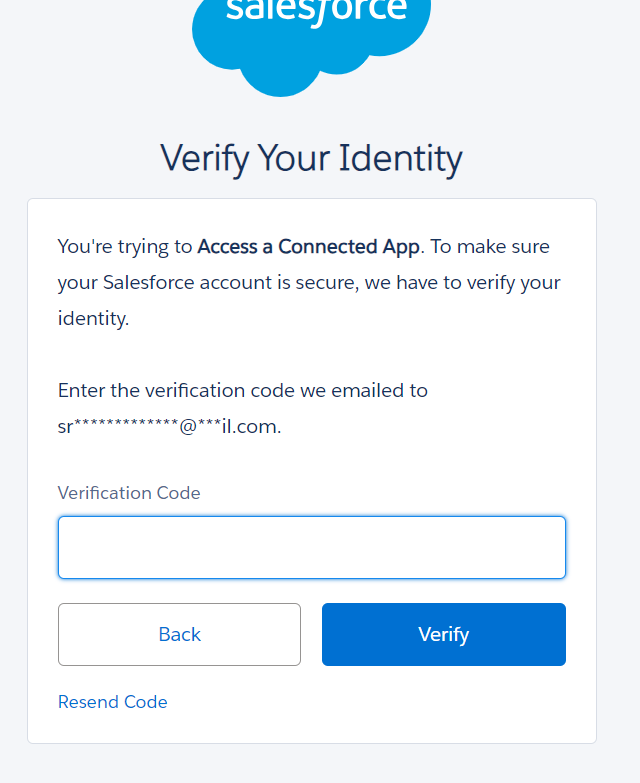 salesforce
Verify Your Identity
You're trying to Access a Connected App. To make sure
your Salesforce account is secure, we have to verify your
identity.
Enter the verification code we emailed to
sr*************@***il.com.
Verification Code
Back
Verify
Resend Code